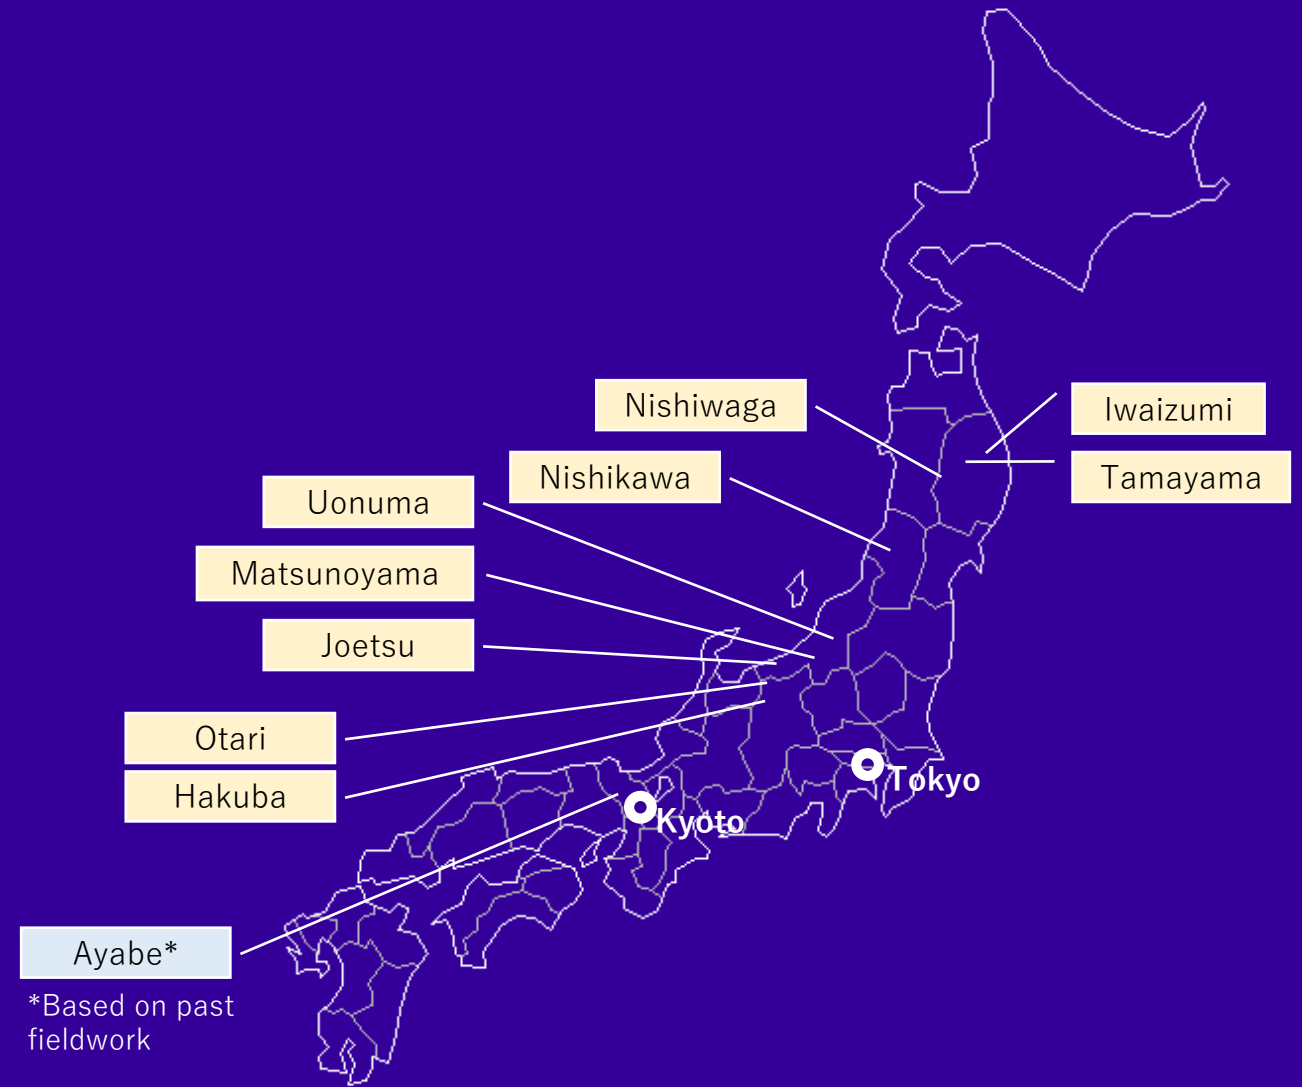 Nishiwaga
Iwaizumi
Nishikawa
Tamayama
Uonuma
Matsunoyama
Joetsu
Otari
Hakuba
Tokyo
Kyoto
Ayabe*
*Based on past
fieldwork